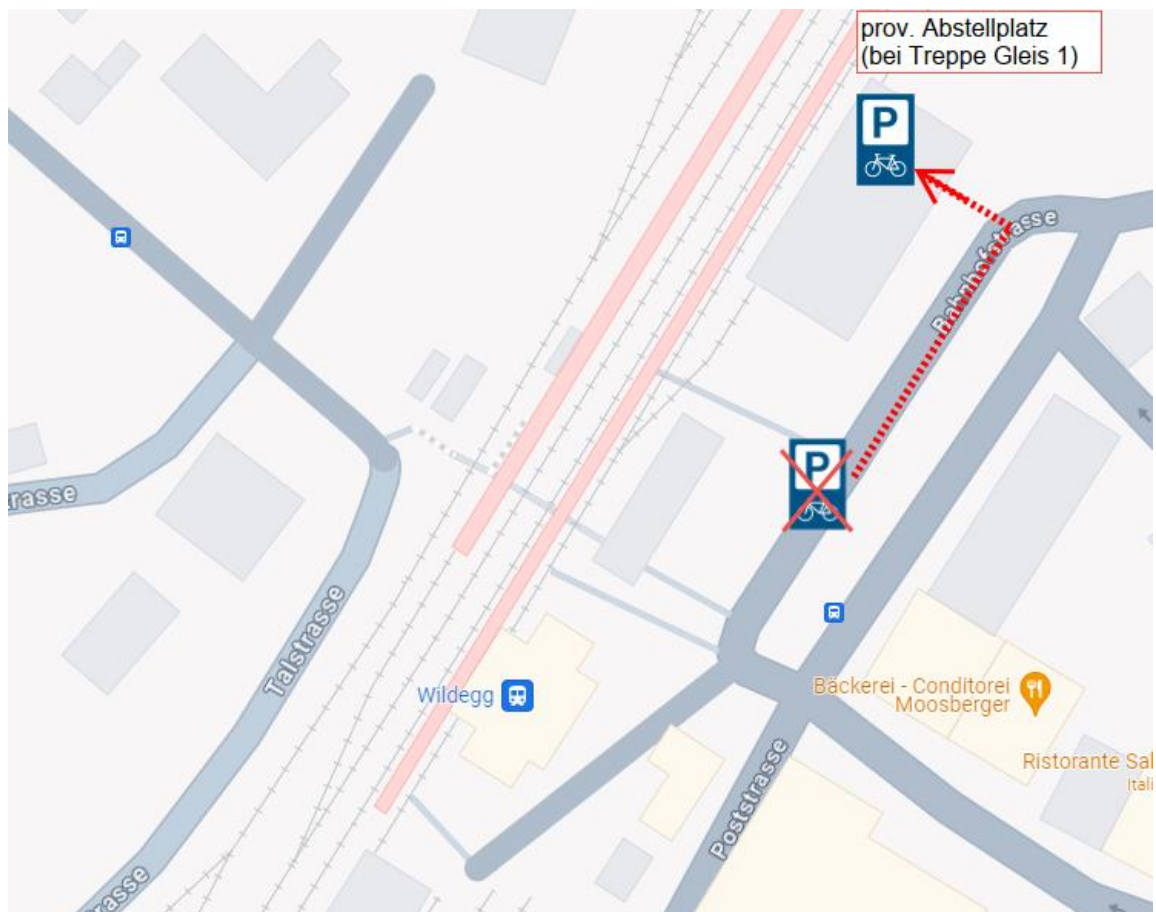 prov. Abstellplatz
(bei Treppe Gleis 1)
P
Bahnhofstrasse
P
rasse
Talstrasse
Wildegg
Bäckerei - Conditorei
Moosberger
Ristorante Sal
Itali
Poststrasse
rasse